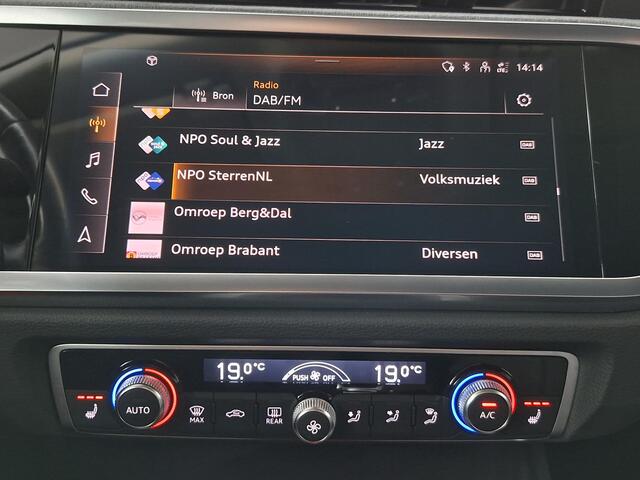 14:14
Radio
Bron DAB/FM
NPO Soul & Jazz Jazz DAB
NPO SterrenNL Volksmuziek DAB
Omroep Berg&Dal DAB
Omroep Brabant Diversen DAB
19.0°C PUSH OFF 19.0°C
AUTO MAX REAR A/C